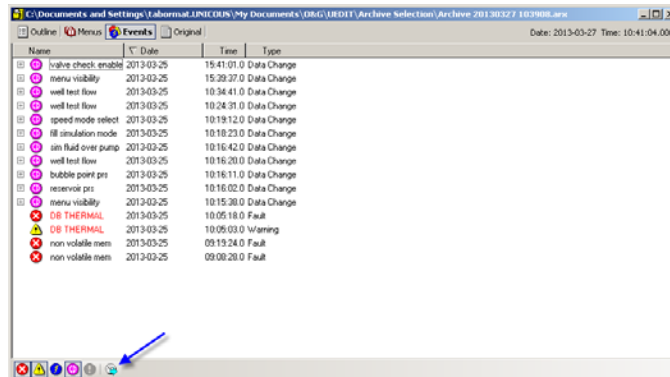 C:\Documents and Settings\tabormat.UNICOUS\My Documents\O&G\UEDIT\Archive Selection\Archive 20130327 103908.arx
Outline Menus Events Original Date: 2013-03-27 Time: 10:41:04.00
Name Date Time Type
valve check enable 2013-03-25 15:41:01.0 Data Change
menu visibility 2013-03-25 15:39:37.0 Data Change
well test flow 2013-03-25 10:34:41.0 Data Change
well test flow 2013-03-25 10:24:31.0 Data Change
speed mode select 2013-03-25 10:19:12.0 Data Change
fill simulation mode 2013-03-25 10:18:23.0 Data Change
sim fluid over pump 2013-03-25 10:16:42.0 Data Change
well test flow 2013-03-25 10:16:20.0 Data Change
bubble point prs 2013-03-25 10:16:11.0 Data Change
reservoir prs 2013-03-25 10:16:02.0 Data Change
menu visibility 2013-03-25 10:15:38.0 Data Change
DB THERMAL 2013-03-25 10:05:18.0 Fault
DB THERMAL 2013-03-25 10:05:03.0 Warning
non volatile mem 2013-03-25 09:19:24.0 Fault
non volatile mem 2013-03-25 09:08:28.0 Fault